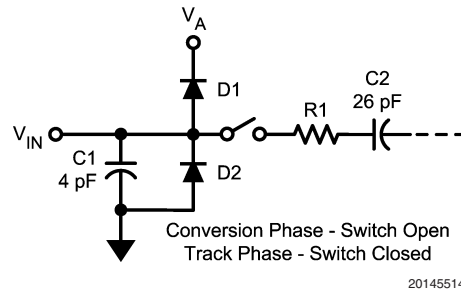 VA
D1
C2
26 pF
R1
VIN
C1
4 pF
D2
Conversion Phase - Switch Open
Track Phase - Switch Closed
20145514